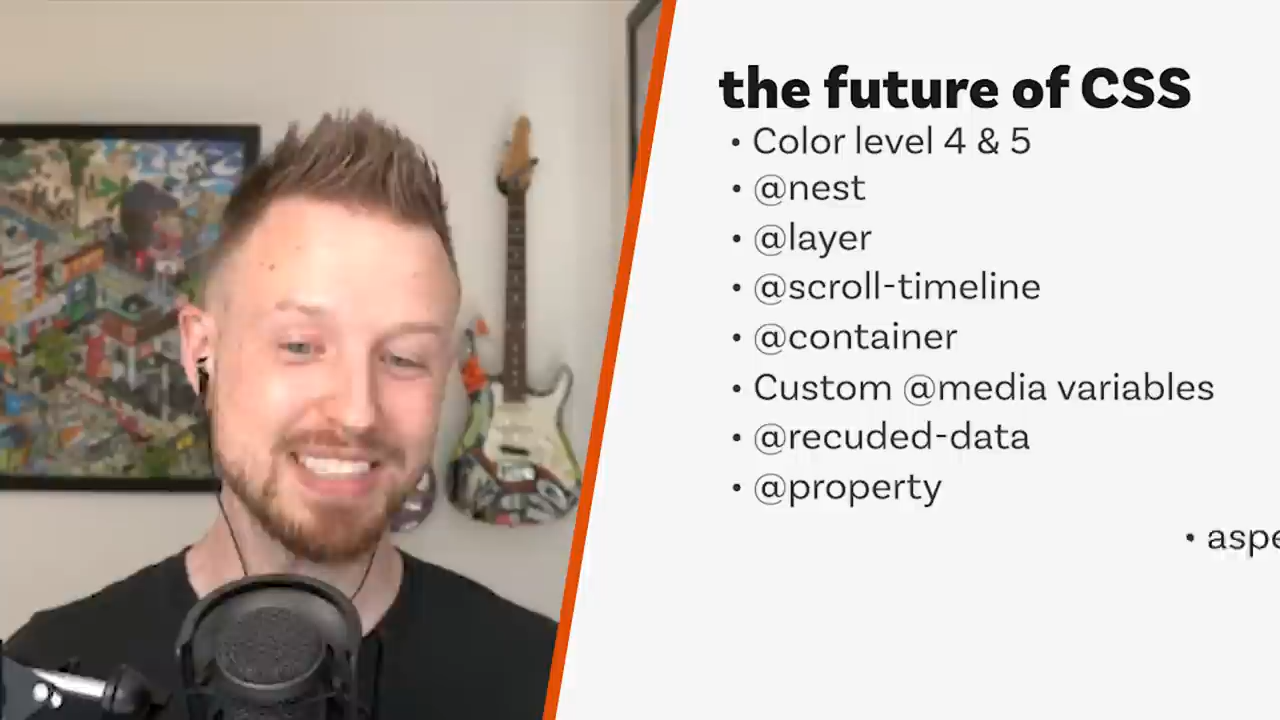 the future of CSS
• Color level 4 & 5
• @nest
• @layer
• @scroll-timeline
• @container
• Custom @media variables
• @recuded-data
• @property
• aspe